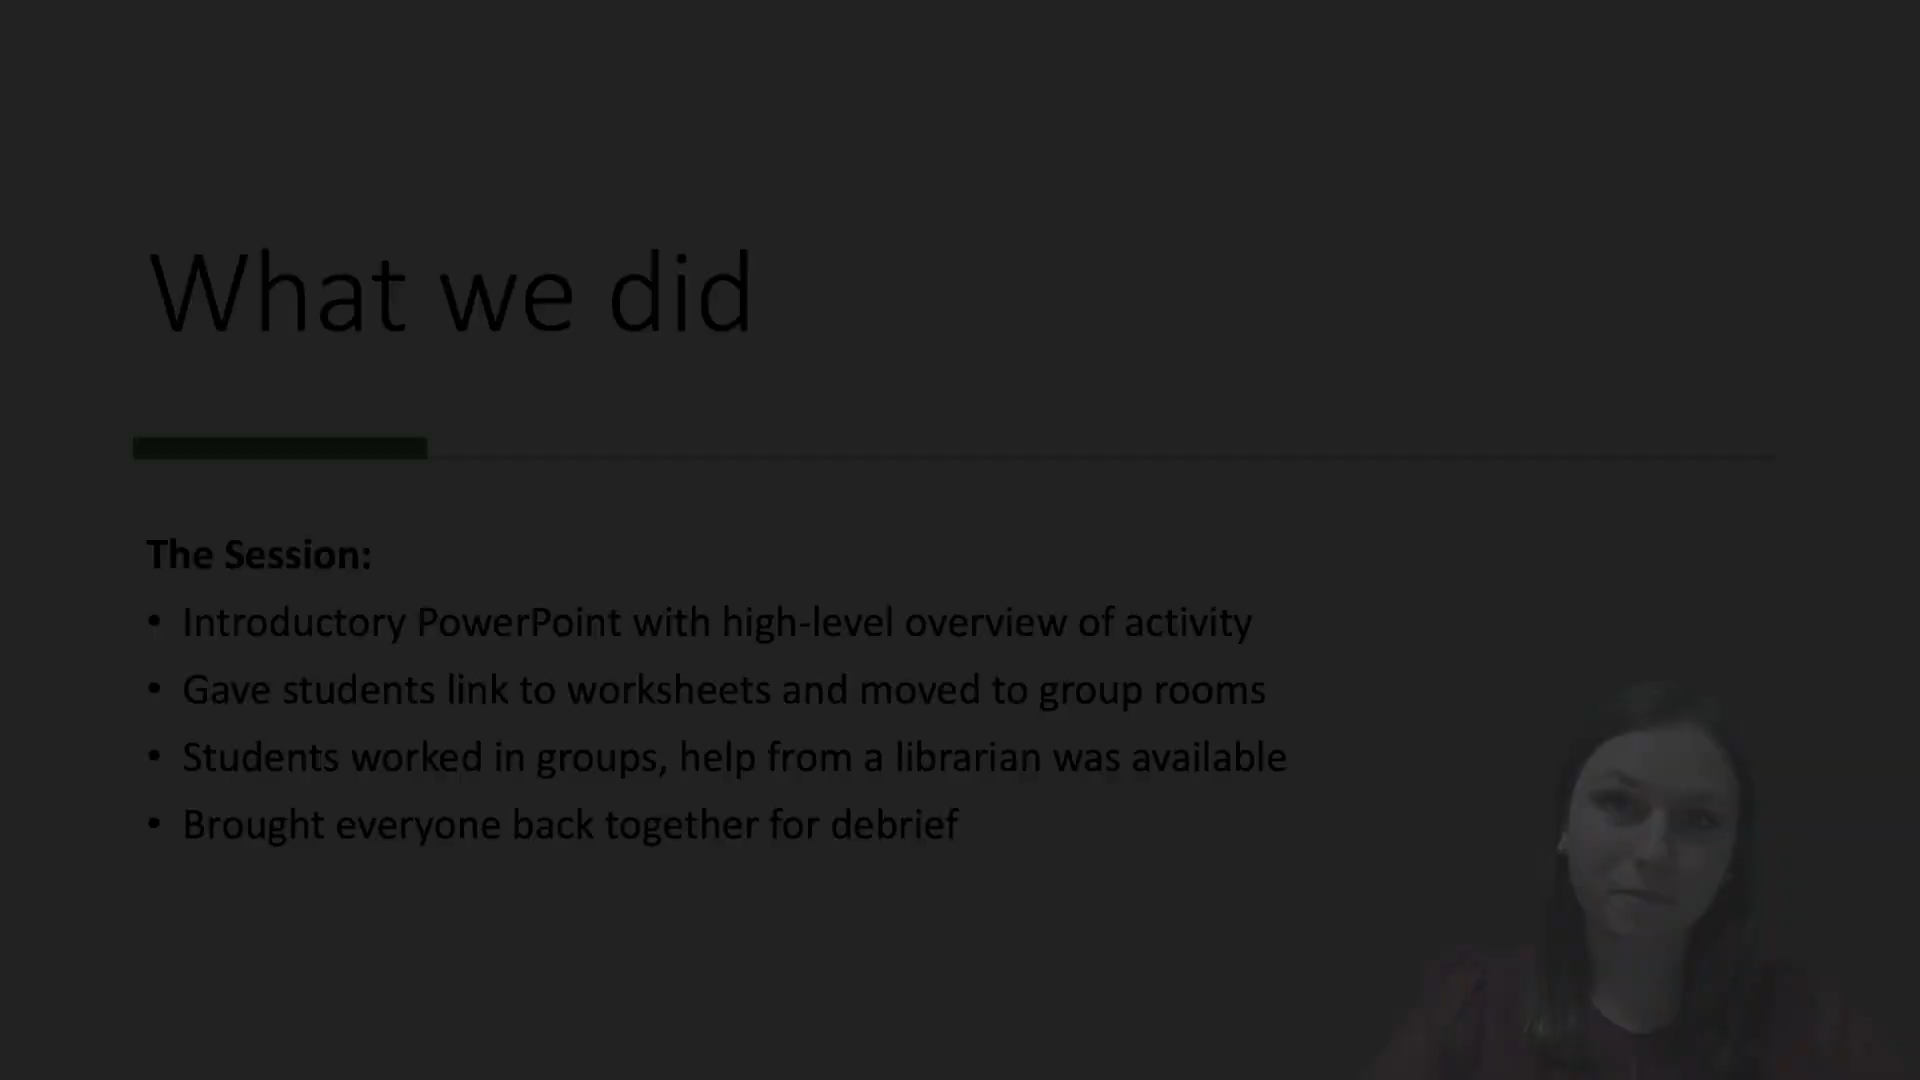 What we did
The Session:
• Introductory PowerPoint with high-level overview of activity
• Gave students link to worksheets and moved to group rooms
• Students worked in groups, help from a librarian was available
• Brought everyone back together for debrief